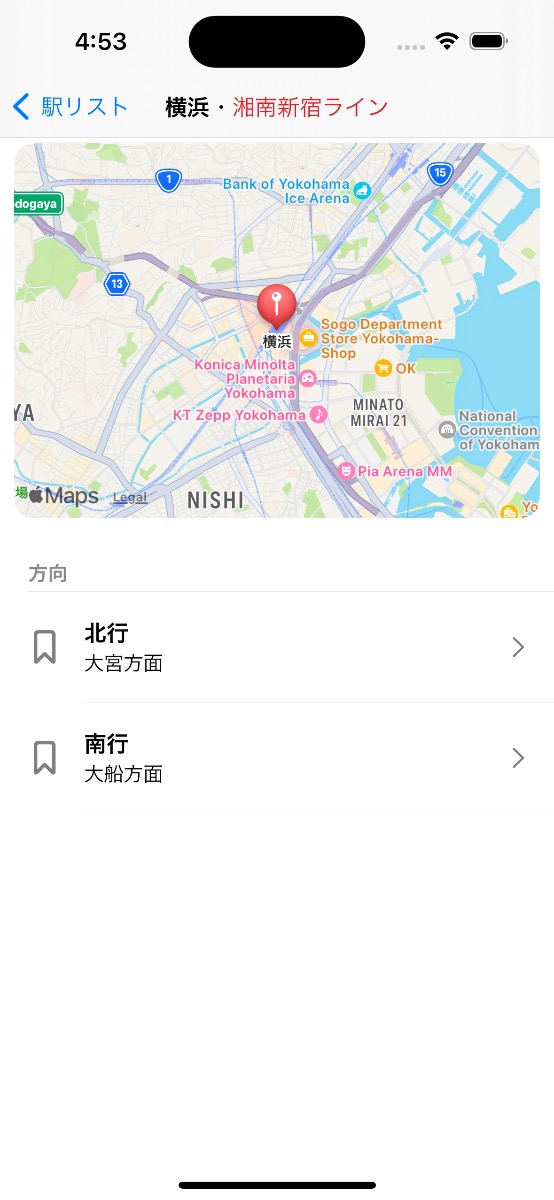 4:53
駅リスト
横浜・湘南新宿ライン
1
15
Bank of Yokohama
Ice Arena
dogaya
13
横浜
Sogo Department
Store Yokohama-
Shop
OK
Konica Minolta
Planetaria
Yokohama
KT Zepp Yokohama
MINATO
MIRAI 21
YA
National
Convention
of Yokoham
Pia Arena MM
場
Maps
Legal
NISHI
Yo
方向
北行
大宮方面
南行
大船方面